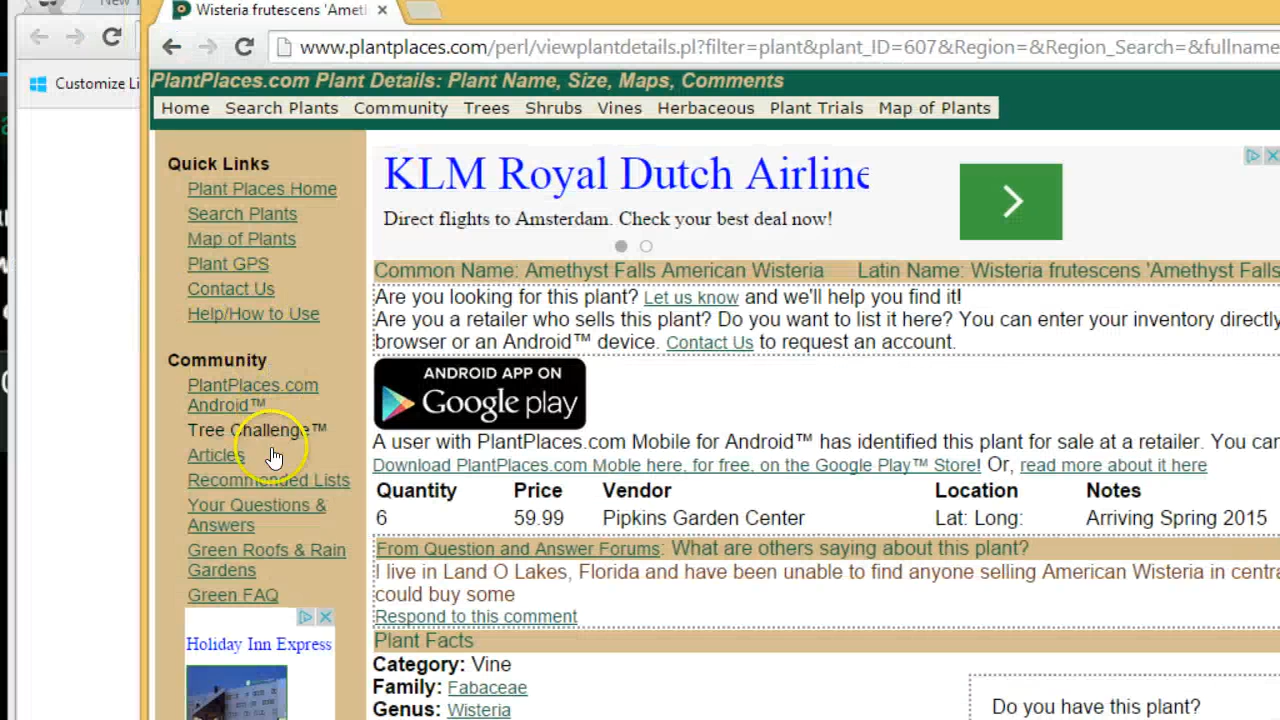 New T
Customize Li
Wisteria frutescens 'Ameth
www.plantplaces.com/perl/viewplantdetails.pl?filter=plant&plant_ID=607&Region=&Region_Search=&fullname
PlantPlaces.com Plant Details: Plant Name, Size, Maps, Comments
Home Search Plants Community Trees Shrubs Vines Herbaceous Plant Trials Map of Plants
Quick Links
Plant Places Home
Search Plants
Map of Plants
Plant GPS
Contact Us
Help/How to Use
Community
PlantPlaces.com
Android™
Tree Challenge™
Articles
Recommended Lists
Your Questions &
Answers
Green Roofs & Rain
Gardens
Green FAQ
Holiday Inn Express
KLM Royal Dutch Airline
Direct flights to Amsterdam. Check your best deal now!
Common Name: Amethyst Falls American Wisteria Latin Name: Wisteria frutescens 'Amethyst Falls
Are you looking for this plant? Let us know and we'll help you find it!
Are you a retailer who sells this plant? Do you want to list it here? You can enter your inventory directly
browser or an Android™ device. Contact Us to request an account.
ANDROID APP ON
Google play
A user with PlantPlaces.com Mobile for Android™ has identified this plant for sale at a retailer. You can
Download PlantPlaces.com Moble here, for free, on the Google Play™ Store! Or, read more about it here
Quantity Price Vendor Location Notes
6 59.99 Pipkins Garden Center Lat: Long: Arriving Spring 2015
From Question and Answer Forums: What are others saying about this plant?
I live in Land O Lakes, Florida and have been unable to find anyone selling American Wisteria in centra
could buy some
Respond to this comment
Plant Facts
Category: Vine
Family: Fabaceae
Genus: Wisteria
Do you have this plant?